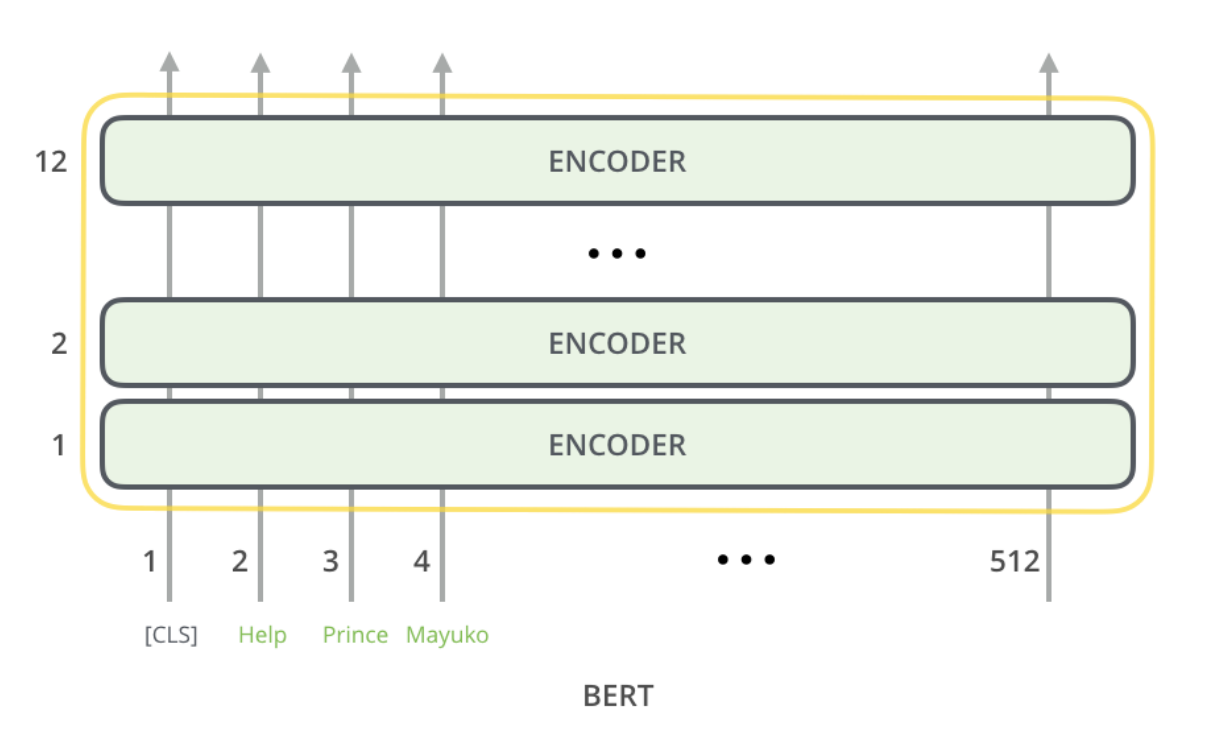 12 ENCODER
...
2 ENCODER
1 ENCODER
1 2 3 4 ... 512
[CLS] Help Prince Mayuko
BERT